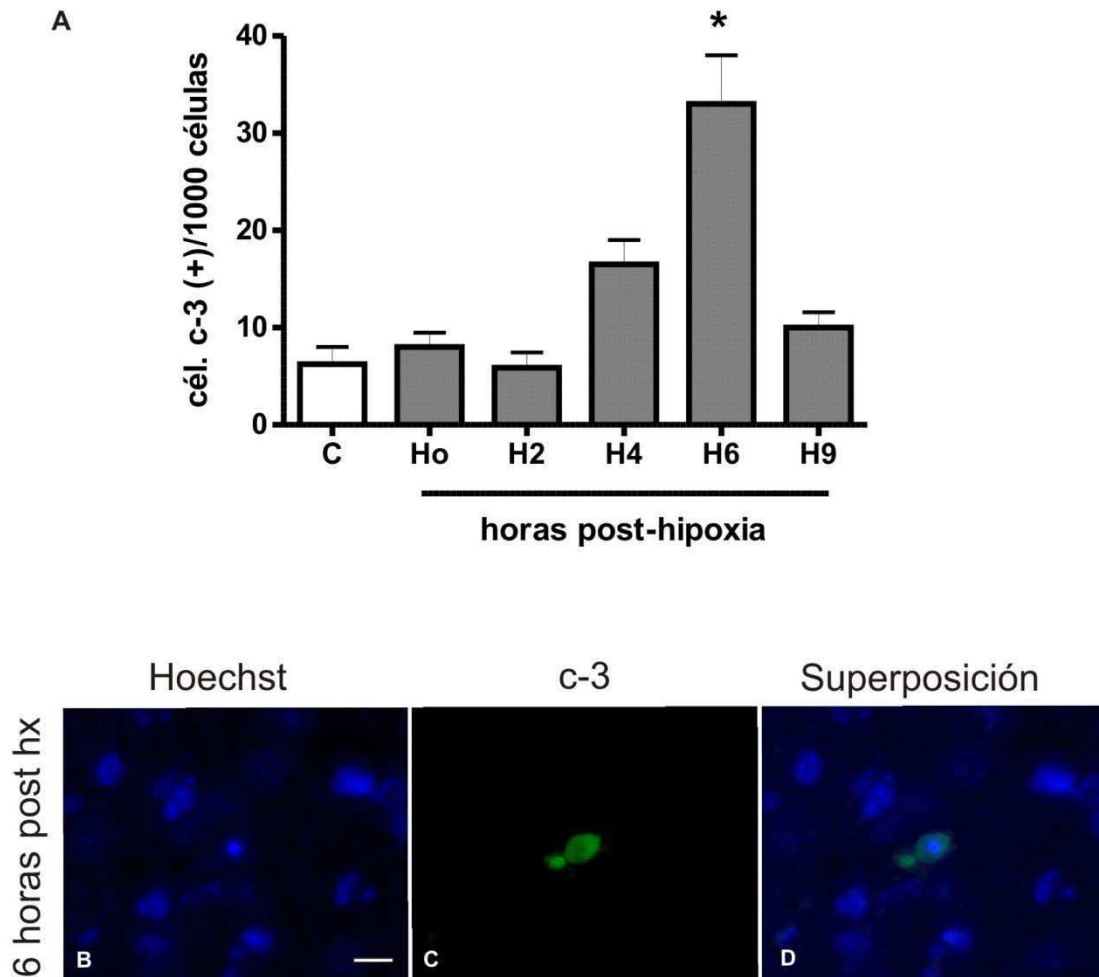 A
*
40
30
20
10
0
cél. c-3 (+)/1000 células
C Ho H2 H4 H6 H9
horas post-hipoxia
Hoechst c-3 Superposición
6 horas post hx
B C D